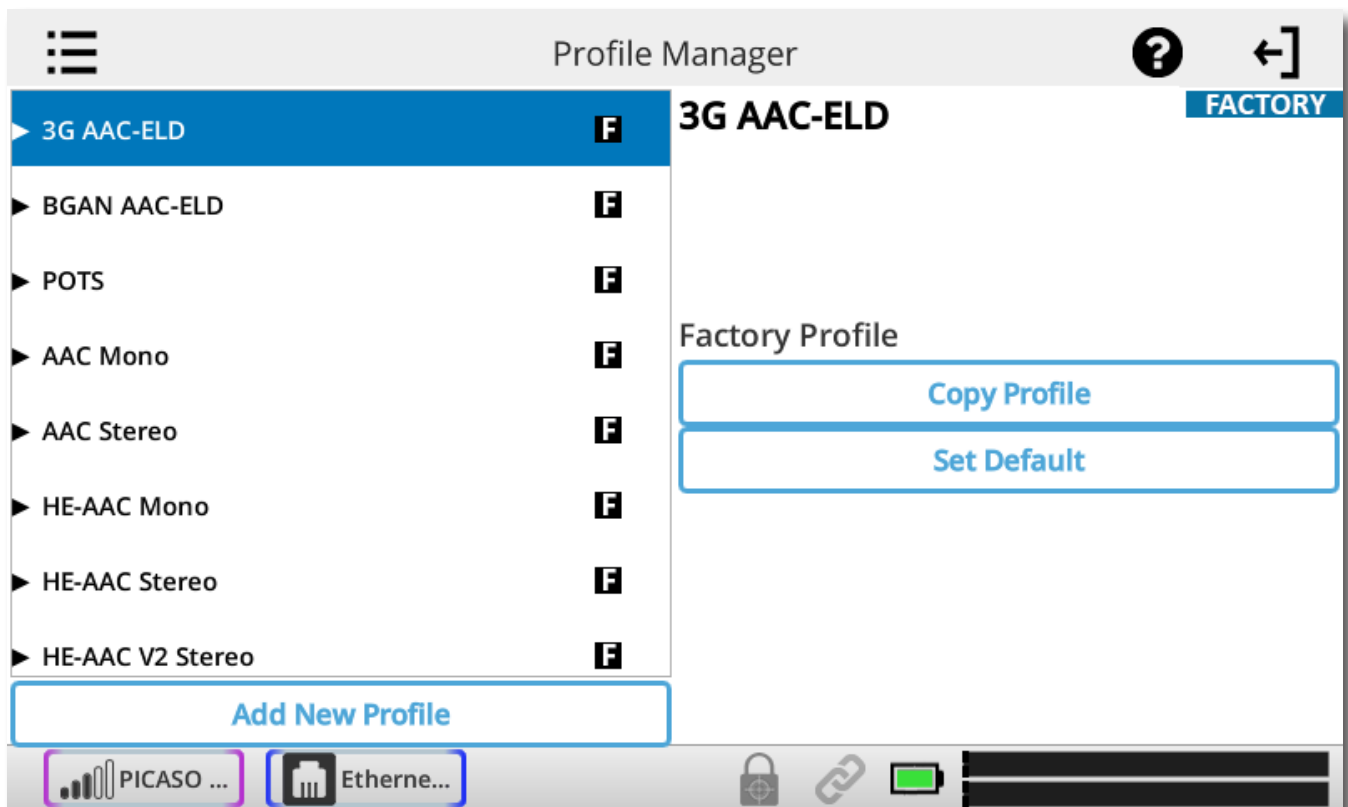 Profile Manager ?
3G AAC-ELD F
BGAN AAC-ELD F
POTS F
AAC Mono F
AAC Stereo F
HE-AAC Mono F
HE-AAC Stereo F
HE-AAC V2 Stereo F
Add New Profile
3G AAC-ELD FACTORY
Factory Profile
Copy Profile
Set Default
PICASO ... Etherne...